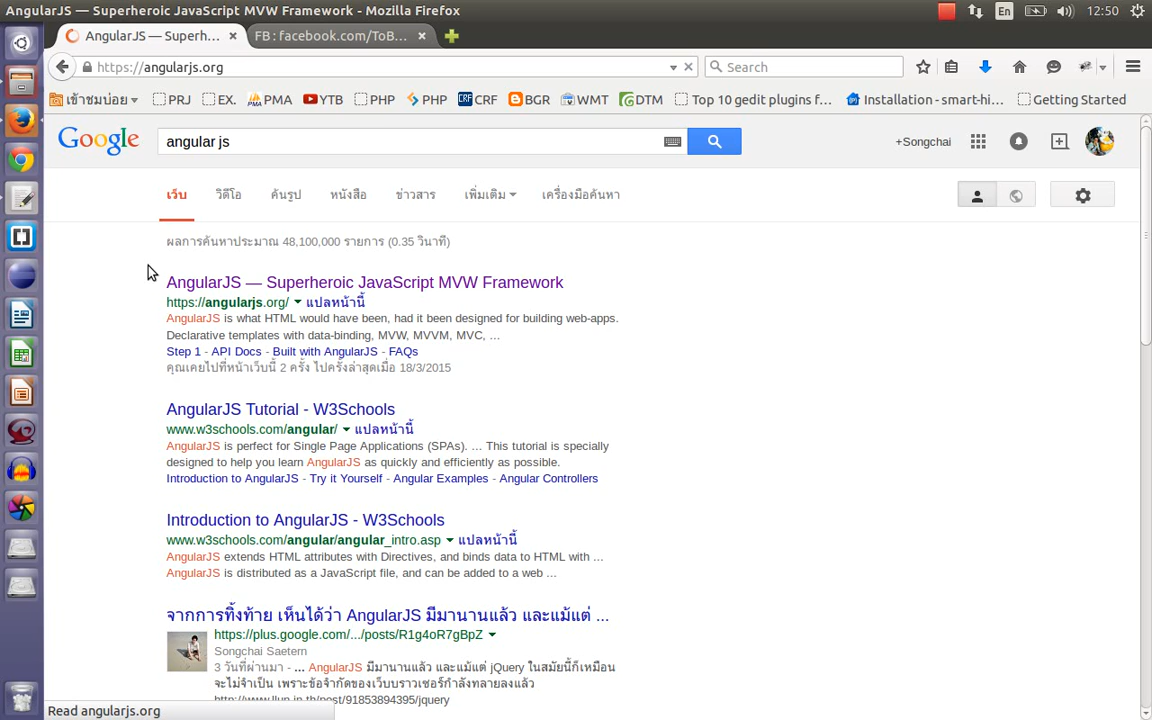 AngularJS — Superheroic JavaScript MVW Framework - Mozilla Firefox
En
12:50
AngularJS — Superh...
FB : facebook.com/ToB...
https://angularjs.org
Search
เข้าชมบ่อย
PRJ
EX.
PMA
YTB
PHP
PHP
CRF
BGR
WMT
DTM
Top 10 gedit plugins f...
Installation - smart-hi...
Getting Started
Google
angular js
+Songchai
เว็บ
วิดีโอ
ค้นรูป
หนังสือ
ข่าวสาร
เพิ่มเติม
เครื่องมือค้นหา
ผลการค้นหาประมาณ 48,100,000 รายการ (0.35 วินาที)
AngularJS — Superheroic JavaScript MVW Framework
https://angularjs.org/ แปลหน้านี้
AngularJS is what HTML would have been, had it been designed for building web-apps.
Declarative templates with data-binding, MVW, MVVM, MVC, ...
Step 1 - API Docs - Built with AngularJS - FAQs
คุณเคยไปที่หน้าเว็บนี้ 2 ครั้ง ไปครั้งล่าสุดเมื่อ 18/3/2015
AngularJS Tutorial - W3Schools
www.w3schools.com/angular/ แปลหน้านี้
AngularJS is perfect for Single Page Applications (SPAs). ... This tutorial is specially
designed to help you learn AngularJS as quickly and efficiently as possible.
Introduction to AngularJS - Try it Yourself - Angular Examples - Angular Controllers
Introduction to AngularJS - W3Schools
www.w3schools.com/angular/angular_intro.asp แปลหน้านี้
AngularJS extends HTML attributes with Directives, and binds data to HTML with ...
AngularJS is distributed as a JavaScript file, and can be added to a web ...
จากการทิ้งท้าย เห็นได้ว่า AngularJS มีมานานแล้ว และแม้แต่ ...
https://plus.google.com/.../posts/R1g4oR7gBpZ
Songchai Saetern
3 วันที่ผ่านมา - ... AngularJS มีมานานแล้ว และแม้แต่ jQuery ในสมัยนี้ก็เหมือน
จะไม่จำเป็น เพราะข้อจำกัดของเว็บบราวเซอร์กำลังทลายลงแล้ว
Read angularjs.org